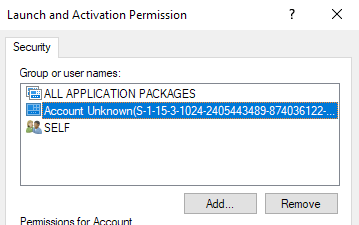 Launch and Activation Permission
Security
Group or user names:
ALL APPLICATION PACKAGES
Account Unknown(S-1-15-3-1024-2405443489-874036122-...
SELF
Add...
Remove
Permissions for Account